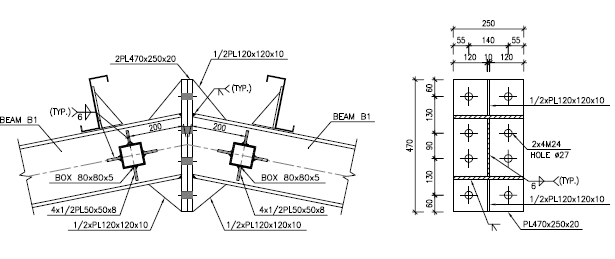 2PL470x250x20
1/2PL120x120x10
(TYP.)
6
(TYP.)
BEAM B1
BEAM B1
200
200
BOX 80x80x5
BOX 80x80x5
4x1/2PL50x50x8
4x1/2PL50x50x8
1/2xPL120x120x10
1/2xPL120x120x10
250
55
140
55
120
10
120
60
130
90
130
60
470
1/2xPL120x120x10
2x4M24
HOLE ø27
6
(TYP.)
1/2xPL120x120x10
PL470x250x20